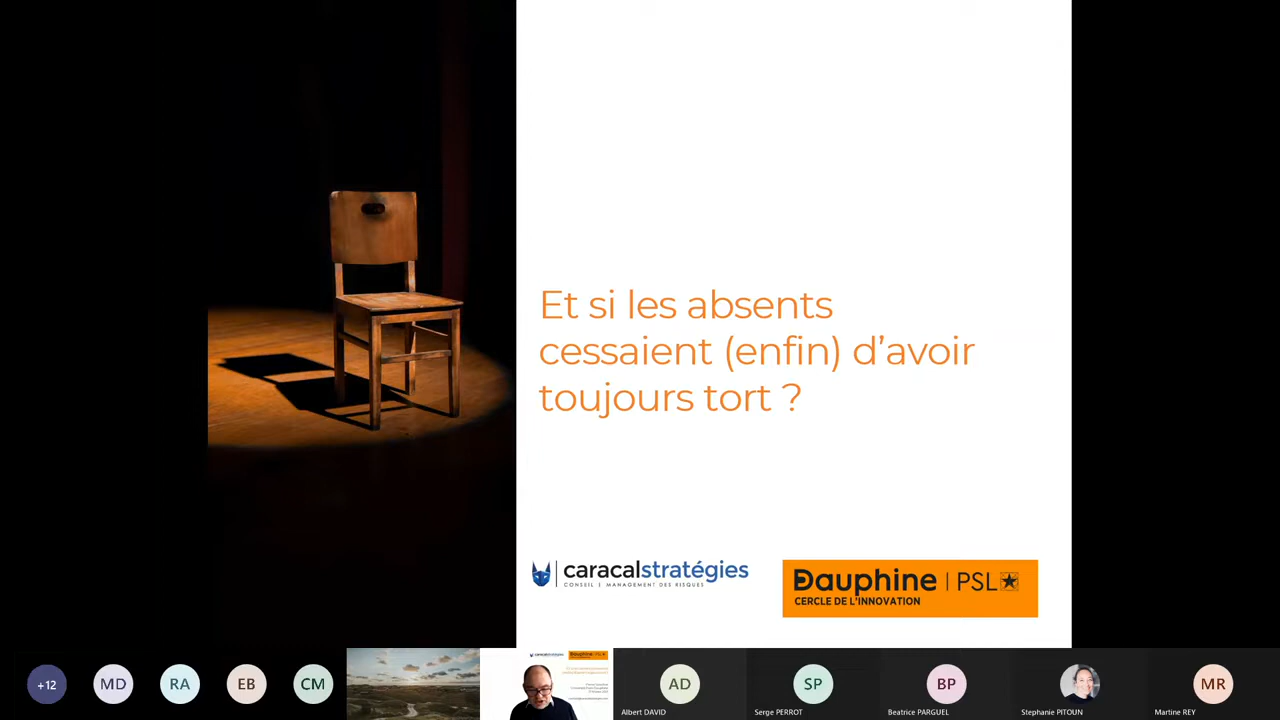 Et si les absents
cessaient (enfin) d’avoir
toujours tort ?
caracalstratégies
CONSEIL | MANAGEMENT DES RISQUES
Dauphine | PSL
CERCLE DE L’INNOVATION
+12
MD
RA
EB
CM
AD
Albert DAVID
SP
Serge PERROT
BP
Beatrice PARGUEL
Stephanie PITOUN
MR
Martine REY